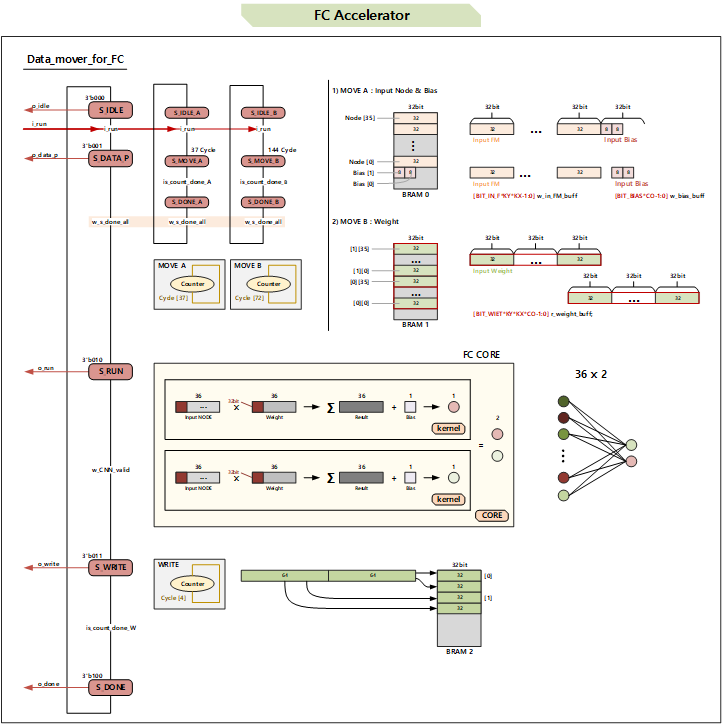 FC Accelerator
Data_mover_for_FC
3'b000
o_idle
S_IDLE
S_IDLE_A
S_IDLE_B
i_run
i_run
i_run
i_run
3'b001
37 Cycle
144 Cycle
o_data_p
S_DATA_P
S_MOVE_A
S_MOVE_B
is_count_done_A
is_count_done_B
S_DONE_A
S_DONE_B
w_s_done_all
w_s_done_all
w_s_done_all
MOVE A
Counter
Cycle [37]
MOVE B
Counter
Cycle [72]
1) MOVE A : Input Node & Bias
32bit
Node [35]
32
32
Node [0]
32
Bias [1]
8
8
Bias [0]
BRAM 0
32bit
32bit
32
...
32
8
8
Input FM
Input Bias
32
...
32
8
8
Input FM
Input Bias
[BIT_IN_F*KY*KX-1:0] w_in_FM_buff
[BIT_BIAS*CO-1:0] w_bias_buff
2) MOVE B : Weight
32bit
[1] [35]
32
...
[1][0]
32
[0] [35]
32
...
[0][0]
32
BRAM 1
32bit
32bit
32bit
32
...
32
Input Weight
32bit
32bit
32bit
32
...
32
[BIT_WIET*KY*KX*CO-1:0] r_weight_buff;
3'b010
o_run
S_RUN
FC CORE
36
36
36
1
1
32bit
...
×
Σ
+
Input NODE
Weight
Result
Bias
kernel
36
36
36
1
1
32bit
...
×
Σ
+
Input NODE
Weight
Result
Bias
kernel
=
2
CORE
36 x 2
w_CNN_valid
3'b011
o_write
S_WRITE
WRITE
Counter
Cycle [4]
64
64
32bit
32
[0]
32
32
[1]
32
BRAM 2
is_count_done_W
3'b100
o_done
S_DONE